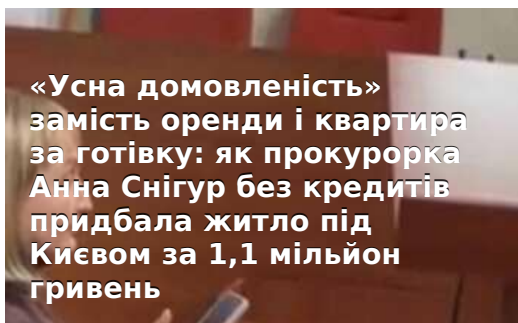 «Усна домовленість»
замість оренди і квартира
за готівку: як прокурорка
Анна Снігур без кредитів
придбала житло під
Києвом за 1,1 мільйон
гривень